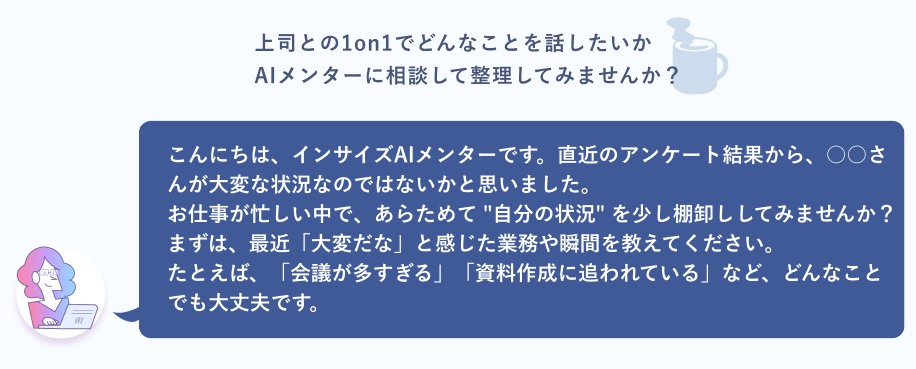 上司との1on1でどんなことを話したいか
AIメンターに相談して整理してみませんか？
こんにちは、インサイズAIメンターです。直近のアンケート結果から、〇〇さ
んが大変な状況なのではないかと思いました。
お仕事が忙しい中で、あらためて "自分の状況" を少し棚卸ししてみませんか？
まずは、最近「大変だな」と感じた業務や瞬間を教えてください。
たとえば、「会議が多すぎる」「資料作成に追われている」など、どんなこと
でも大丈夫です。
AI